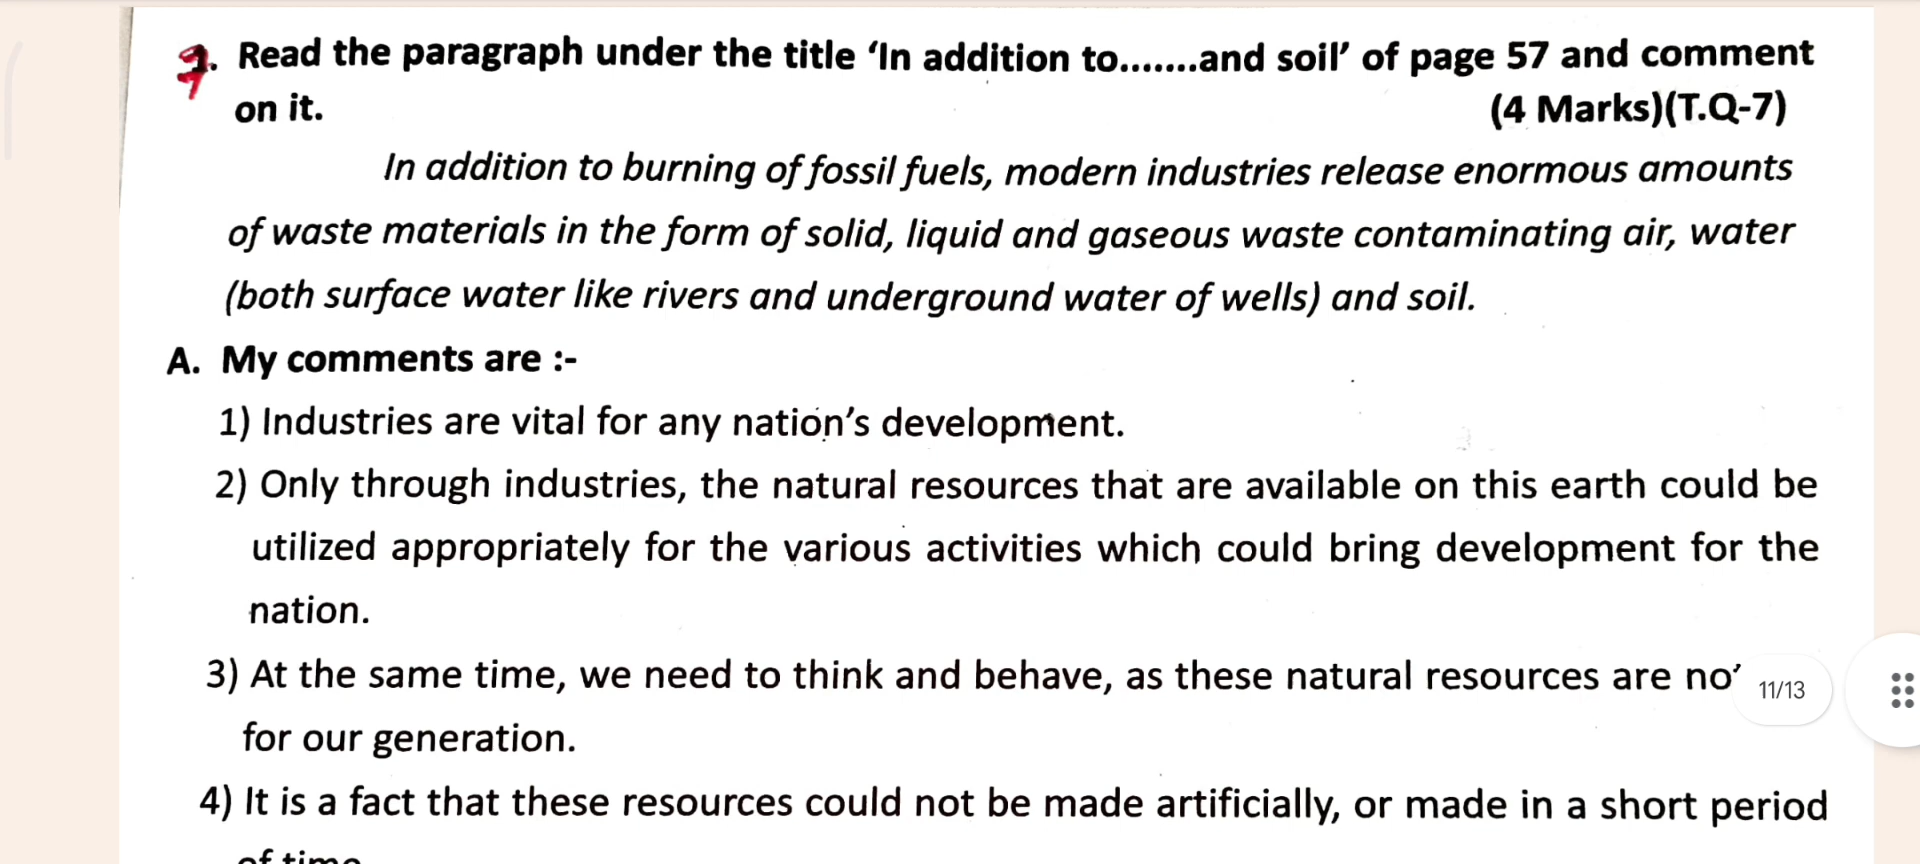 7. Read the paragraph under the title ‘In addition to.......and soil’ of page 57 and comment
on it. (4 Marks)(T.Q-7)
In addition to burning of fossil fuels, modern industries release enormous amounts
of waste materials in the form of solid, liquid and gaseous waste contaminating air, water
(both surface water like rivers and underground water of wells) and soil.
A. My comments are :-
1) Industries are vital for any nation’s development.
2) Only through industries, the natural resources that are available on this earth could be
utilized appropriately for the various activities which could bring development for the
nation.
3) At the same time, we need to think and behave, as these natural resources are
11/13
for our generation.
4) It is a fact that these resources could not be made artificially, or made in a short period
of time